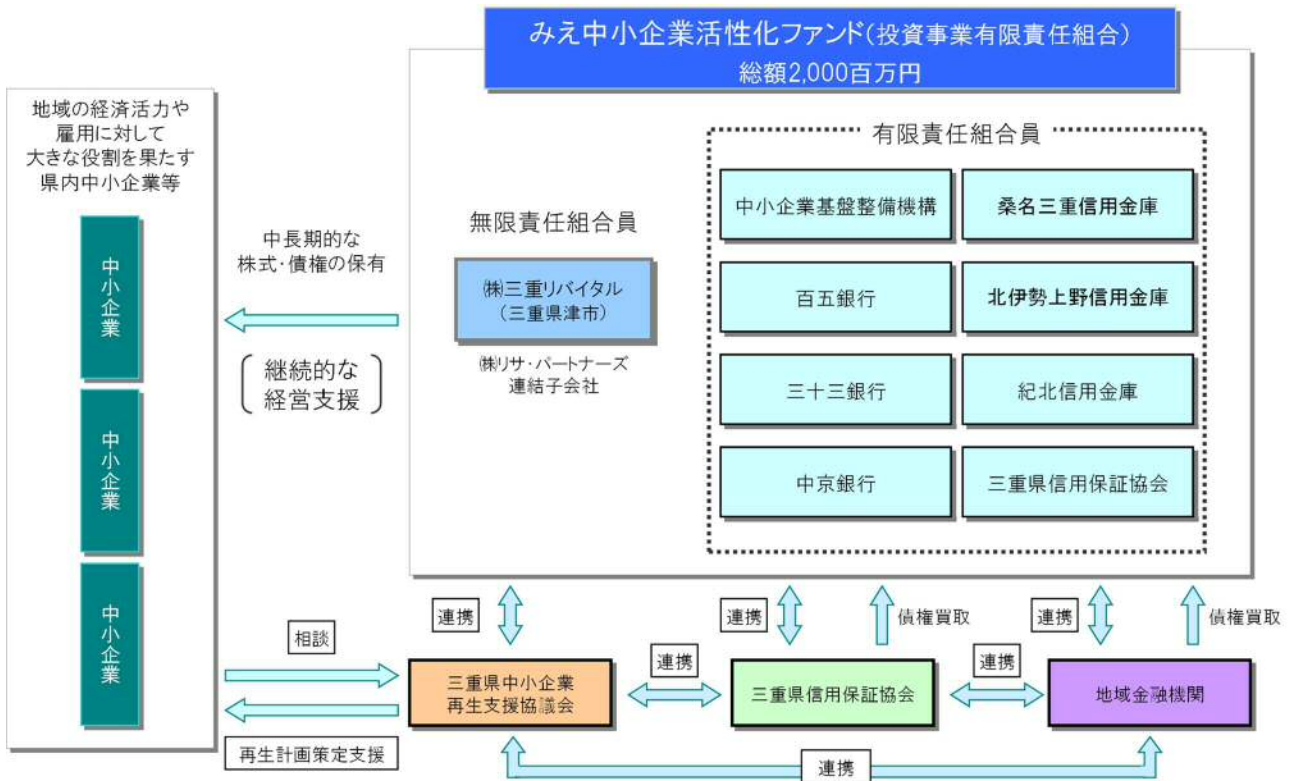 みえ中小企業活性化ファンド(投資事業有限責任組合)
総額2,000百万円
地域の経済活力や
雇用に対して
大きな役割を果たす
県内中小企業等
中小企業
中小企業
中小企業
中長期的な
株式・債権の保有
継続的な
経営支援
無限責任組合員
㈱三重リバイタル
(三重県津市)
㈱リサ・パートナーズ
連結子会社
有限責任組合員
中小企業基盤整備機構
桑名三重信用金庫
百五銀行
北伊勢上野信用金庫
三十三銀行
紀北信用金庫
中京銀行
三重県信用保証協会
連携
連携
債権買取
連携
債権買取
相談
再生計画策定支援
三重県中小企業
再生支援協議会
連携
三重県信用保証協会
連携
地域金融機関
連携